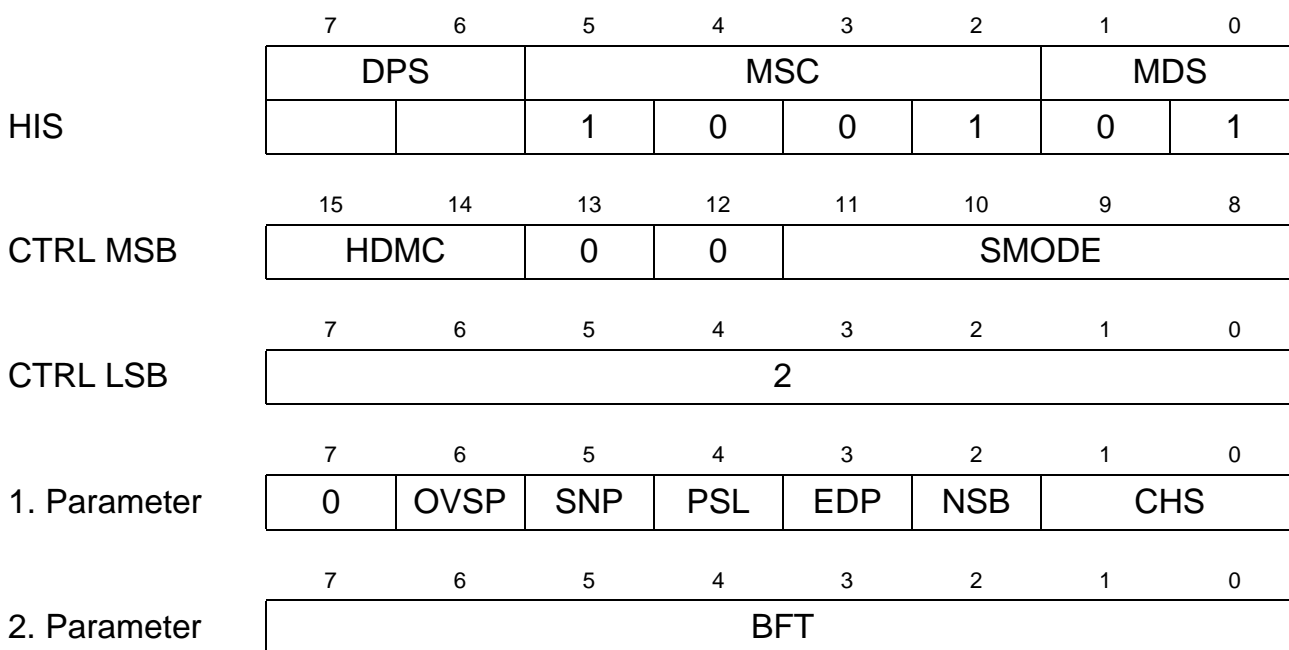 7 6 5 4 3 2 1 0
DPS MSC MDS
HIS 1 0 0 1 0 1
15 14 13 12 11 10 9 8
CTRL MSB HDMC 0 0 SMODE
7 6 5 4 3 2 1 0
CTRL LSB 2
7 6 5 4 3 2 1 0
1. Parameter 0 OVSP SNP PSL EDP NSB CHS
7 6 5 4 3 2 1 0
2. Parameter BFT